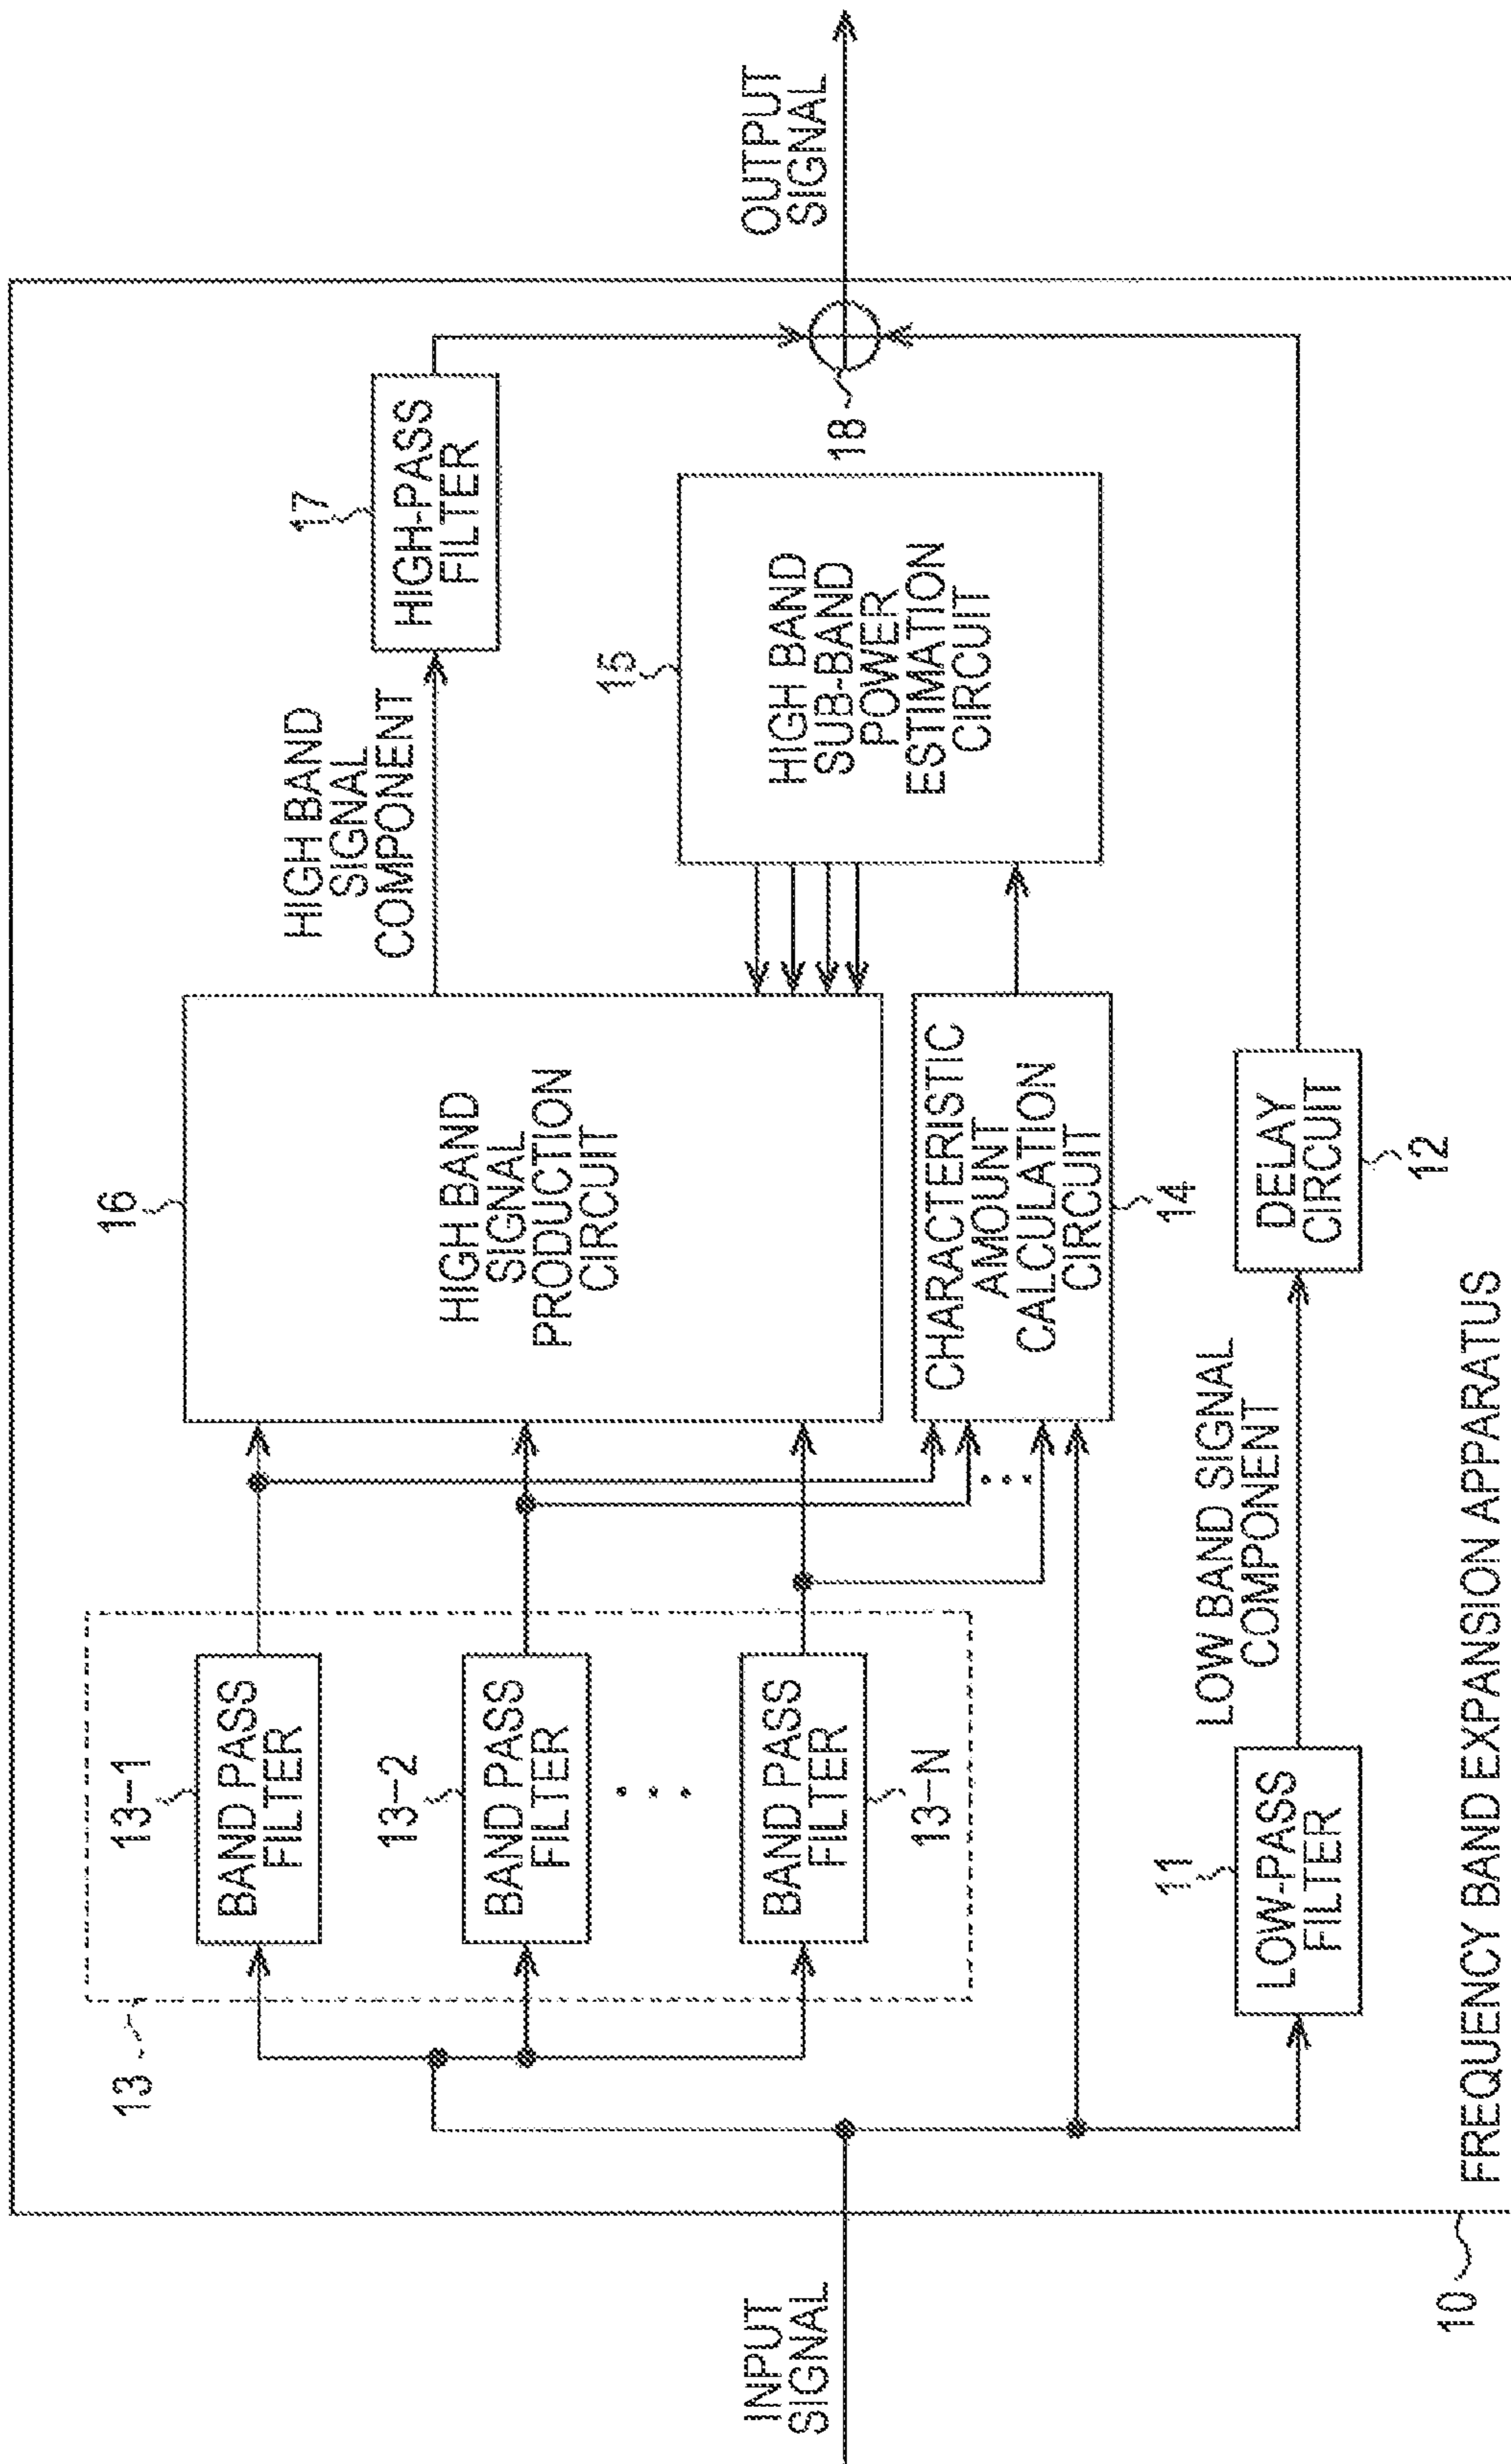 INPUT
SIGNAL
10
FREQUENCY BAND EXPANSION APPARATUS
13
13-1
BAND PASS
FILTER
13-2
BAND PASS
FILTER
. . .
BAND PASS
FILTER
13-N
11
LOW-PASS
FILTER
LOW BAND SIGNAL
COMPONENT
DELAY
CIRCUIT
12
16
HIGH BAND
SIGNAL
PRODUCTION
CIRCUIT
. . .
CHARACTERISTIC
AMOUNT
CALCULATION
CIRCUIT
14
HIGH BAND
SIGNAL
COMPONENT
15
HIGH BAND
SUB-BAND
POWER
ESTIMATION
CIRCUIT
17
HIGH-PASS
FILTER
18
OUTPUT
SIGNAL